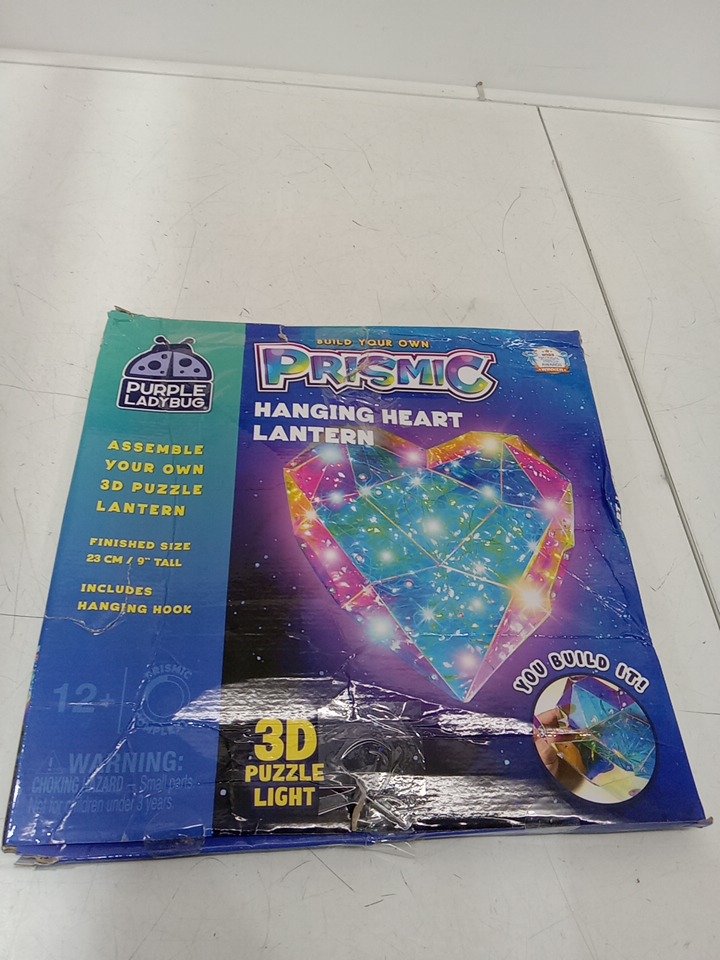 PURPLE
LADYBUG
ASSEMBLE
YOUR OWN
3D PUZZLE
LANTERN
FINISHED SIZE
23 CM / 9" TALL
INCLUDES
HANGING HOOK
12+
PRISMIC
WARNING:
CHOKING HAZARD - Small parts
Not for children under 3 years
BUILD YOUR OWN
PRISMIC
HANGING HEART
LANTERN
WINNER
YOU BUILD IT!
3D
PUZZLE
LIGHT